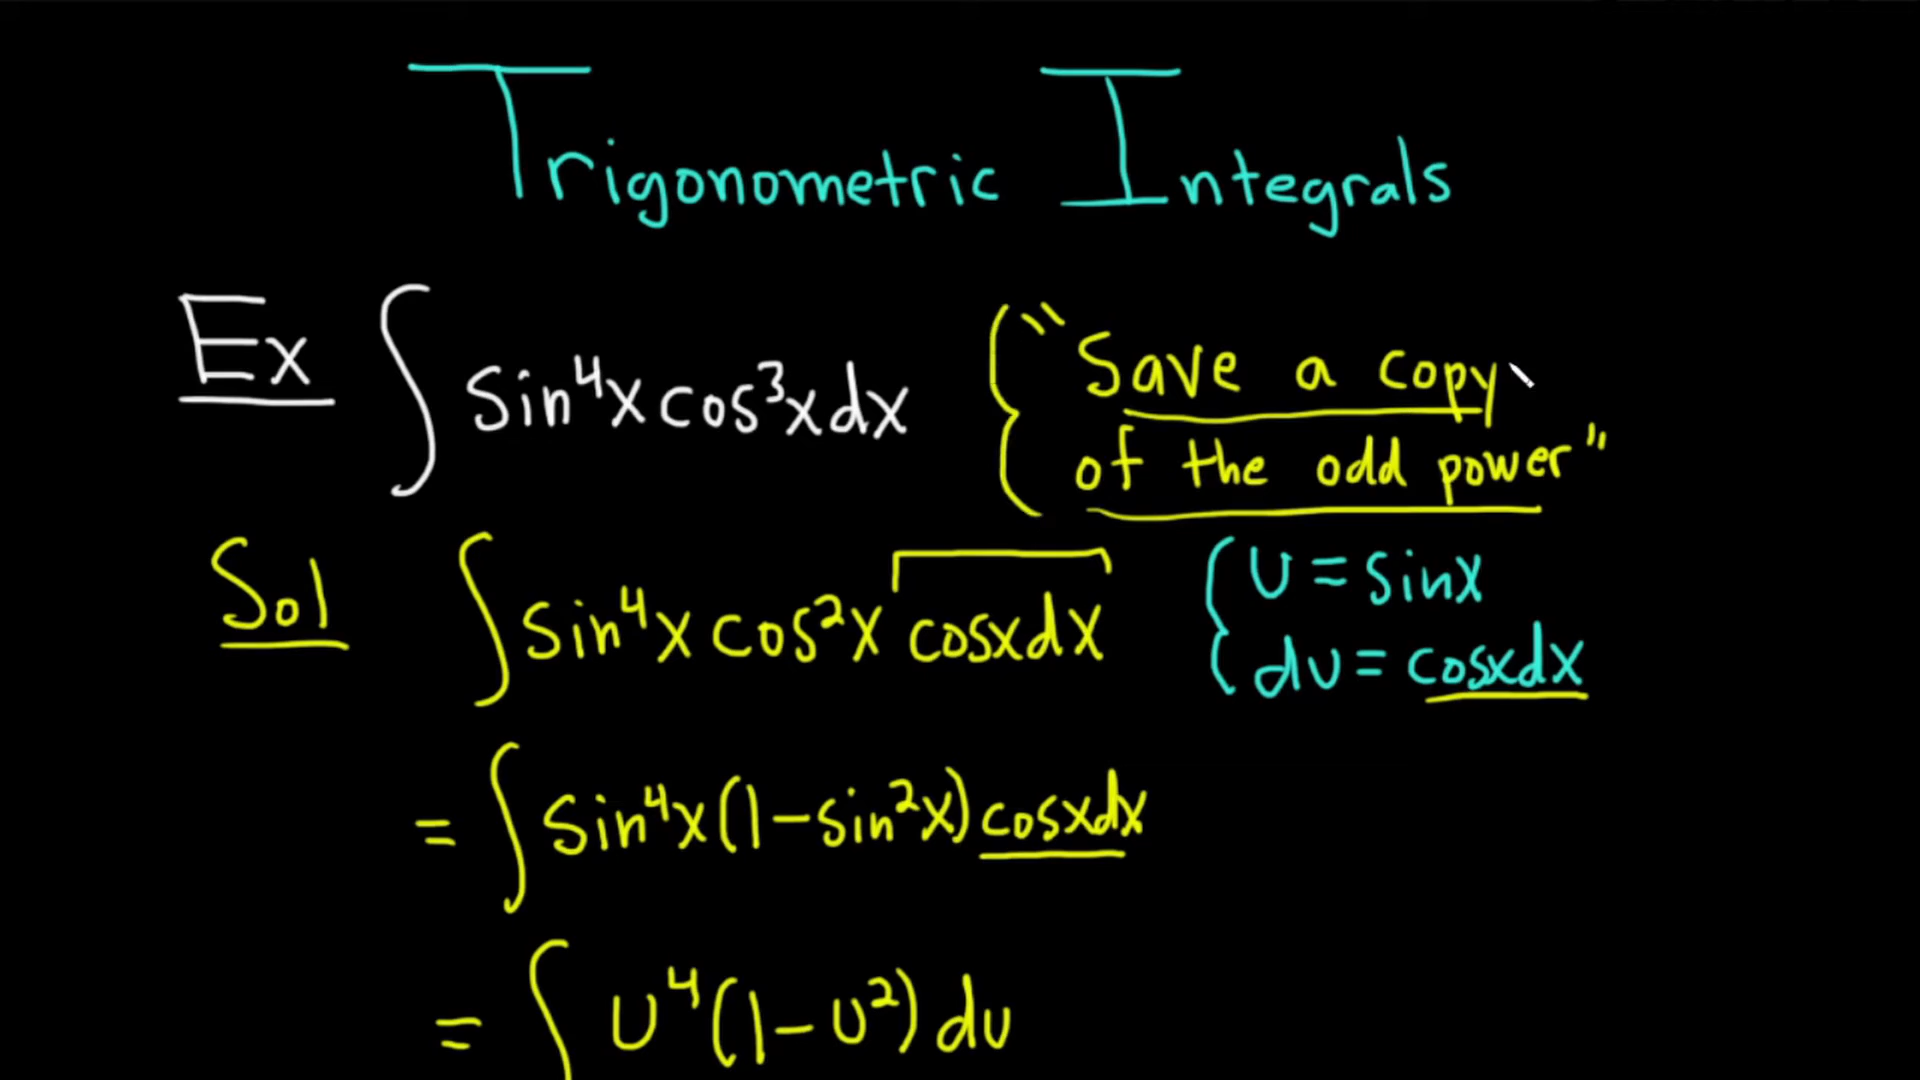 Trigonometric Integrals
Ex ∫ sin⁴x cos³x dx { "Save a copy
of the odd power"
Sol ∫ sin⁴x cos²x cosx dx { u = sinx
du = cosxdx
= ∫ sin⁴x (1 - sin²x) cosxdx
= ∫ u⁴ (1 - u²) du